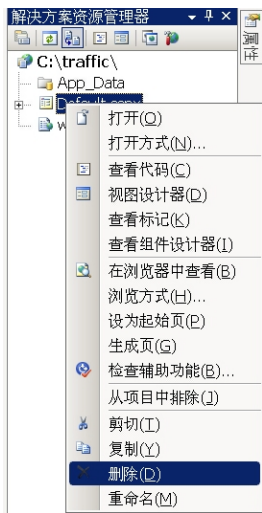 解决方案资源管理器
属性
C:\traffic\
App_Data
Default.aspx
w
打开(O)
打开方式(N)...
查看代码(C)
视图设计器(D)
查看标记(K)
查看组件设计器(I)
在浏览器中查看(B)
浏览方式(H)...
设为起始页(P)
生成页(G)
检查辅助功能(B)...
从项目中排除(J)
剪切(T)
复制(Y)
删除(D)
重命名(M)